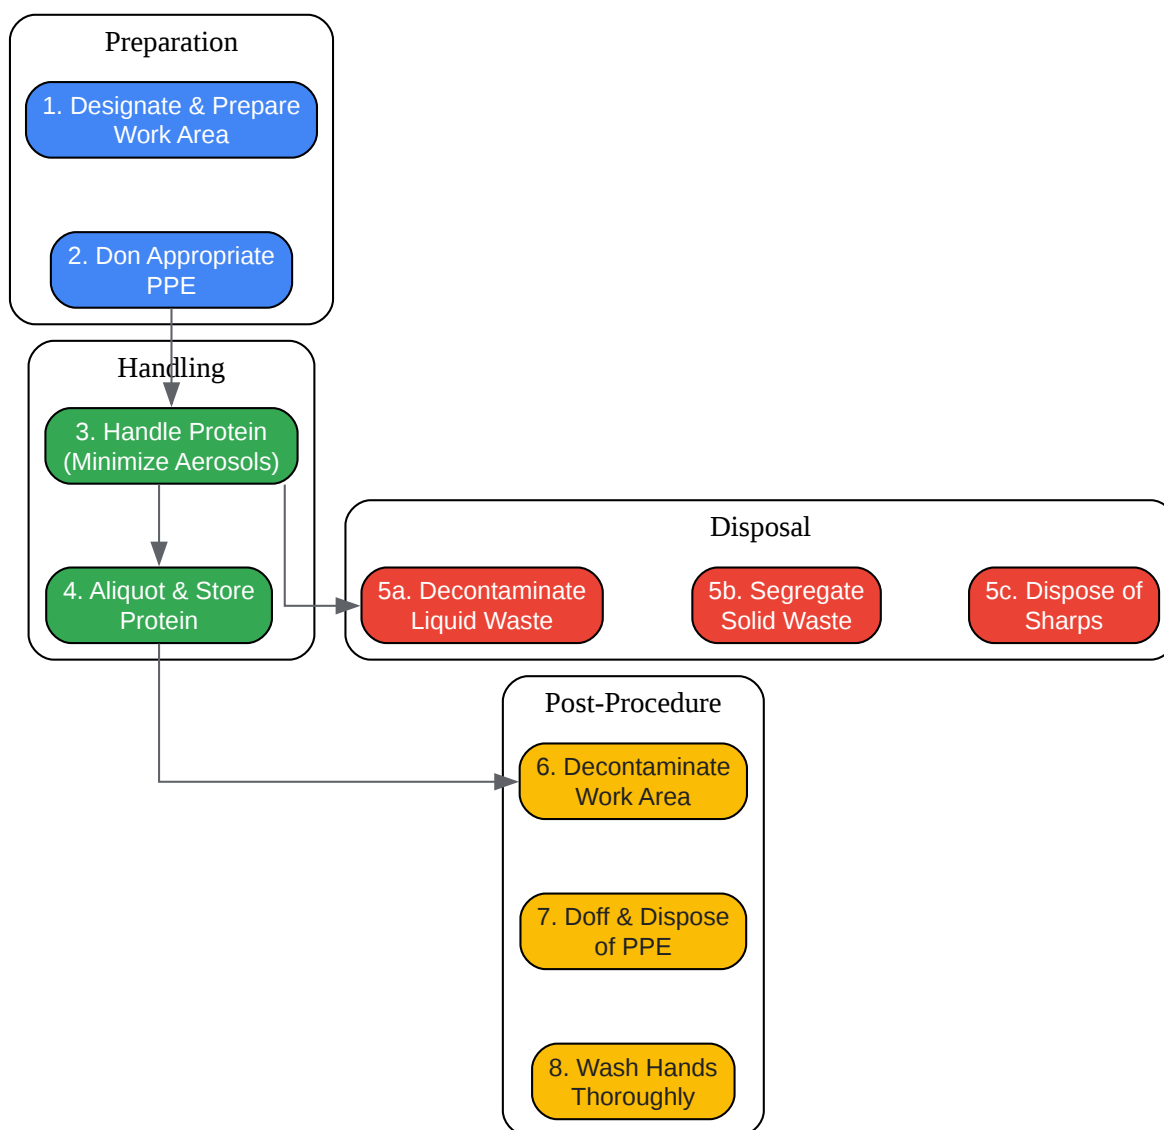 Preparation
1. Designate & Prepare
Work Area
2. Don Appropriate
PPE
Handling
3. Handle Protein
(Minimize Aerosols)
4. Aliquot & Store
Protein
Disposal
5a. Decontaminate
Liquid Waste
5b. Segregate
Solid Waste
5c. Dispose of
Sharps
Post-Procedure
6. Decontaminate
Work Area
7. Doff & Dispose
of PPE
8. Wash Hands
Thoroughly